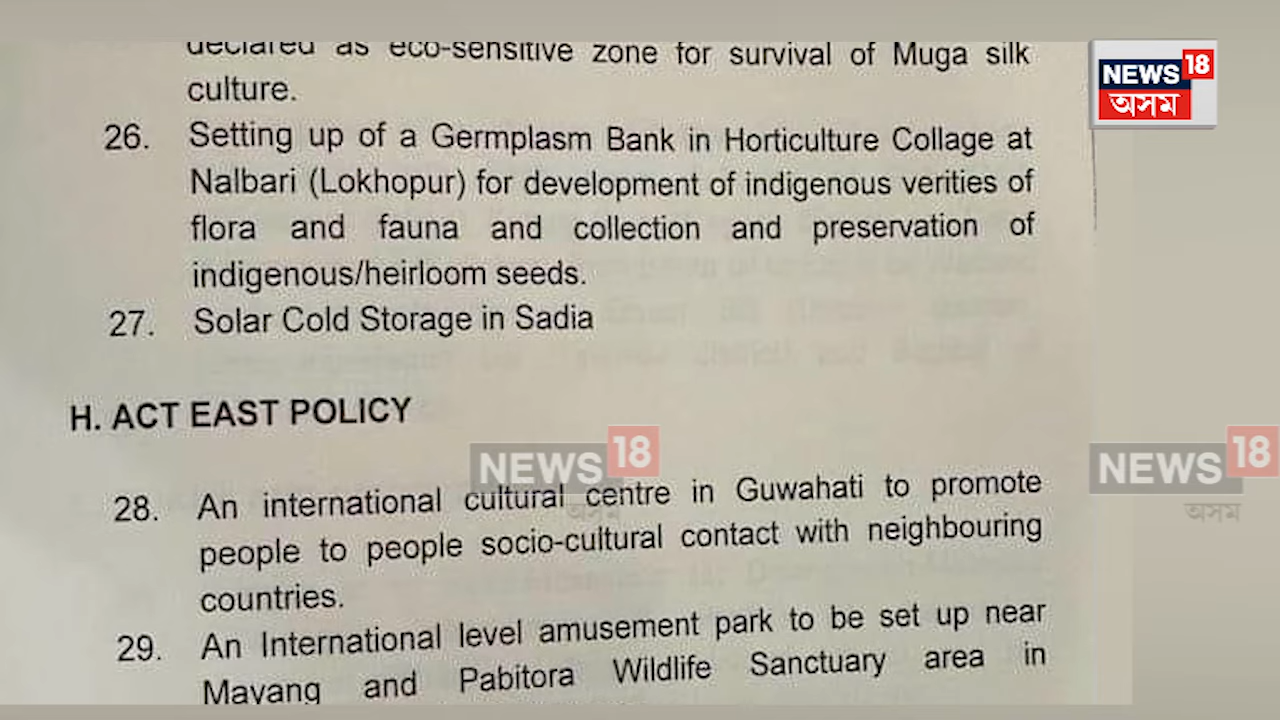 declared as eco-sensitive zone for survival of Muga silk
culture.
26. Setting up of a Germplasm Bank in Horticulture Collage at
Nalbari (Lokhopur) for development of indigenous verities of
flora and fauna and collection and preservation of
indigenous/heirloom seeds.
27. Solar Cold Storage in Sadia
H. ACT EAST POLICY
28. An international cultural centre in Guwahati to promote
people to people socio-cultural contact with neighbouring
countries.
29. An International level amusement park to be set up near
Mayang and Pabitora Wildlife Sanctuary area in
NEWS 18
অসম
NEWS 18
অসম
NEWS 18
অসম